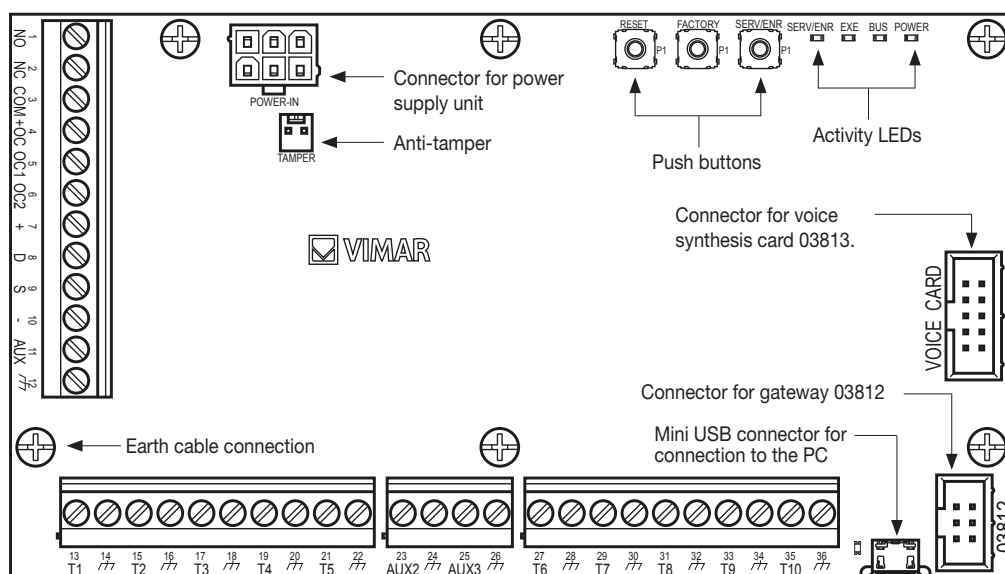 RESET FACTORY SERV/ENR SERV/ENR EXE BUS POWER
P1 P1 P1
POWER-IN
Connector for power
supply unit
TAMPER
Anti-tamper
Push buttons
Activity LEDs
1 2 3 4 5 6 7 8 9 10 11 12
NO NC COM +OC OC1 OC2 + D S - AUX
VIMAR
Connector for voice
synthesis card 03813.
VOICE CARD
Connector for gateway 03812
Earth cable connection
Mini USB connector for
connection to the PC
03812
13 14 15 16 17 18 19 20 21 22 23 24 25 26 27 28 29 30 31 32 33 34 35 36
T1 T2 T3 T4 T5 AUX2 AUX3 T6 T7 T8 T9 T10